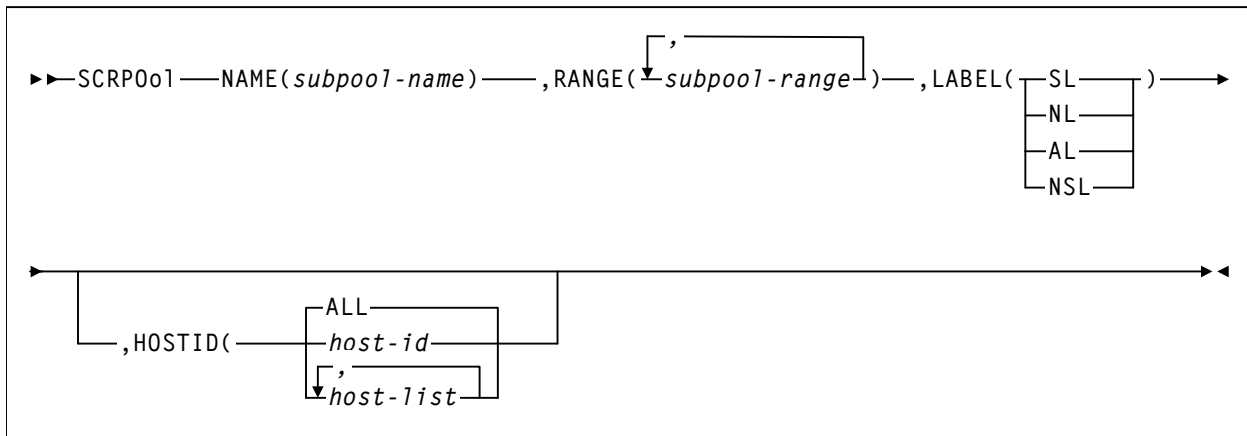 ,
SCRPOol NAME(subpool-name) ,RANGE( subpool-range ) ,LABEL( SL )
NL
AL
NSL
ALL
,HOSTID( host-id
,
host-list